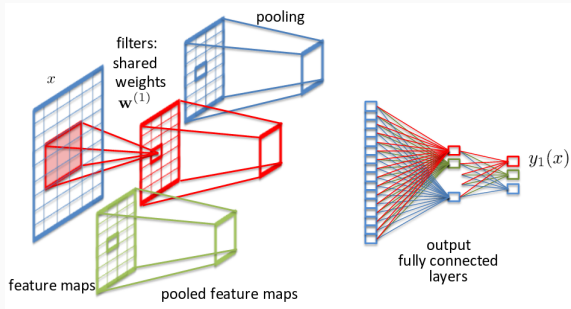 pooling
filters:
shared
weights
w⁽¹⁾
x
y₁(x)
output
fully connected
layers
feature maps
pooled feature maps